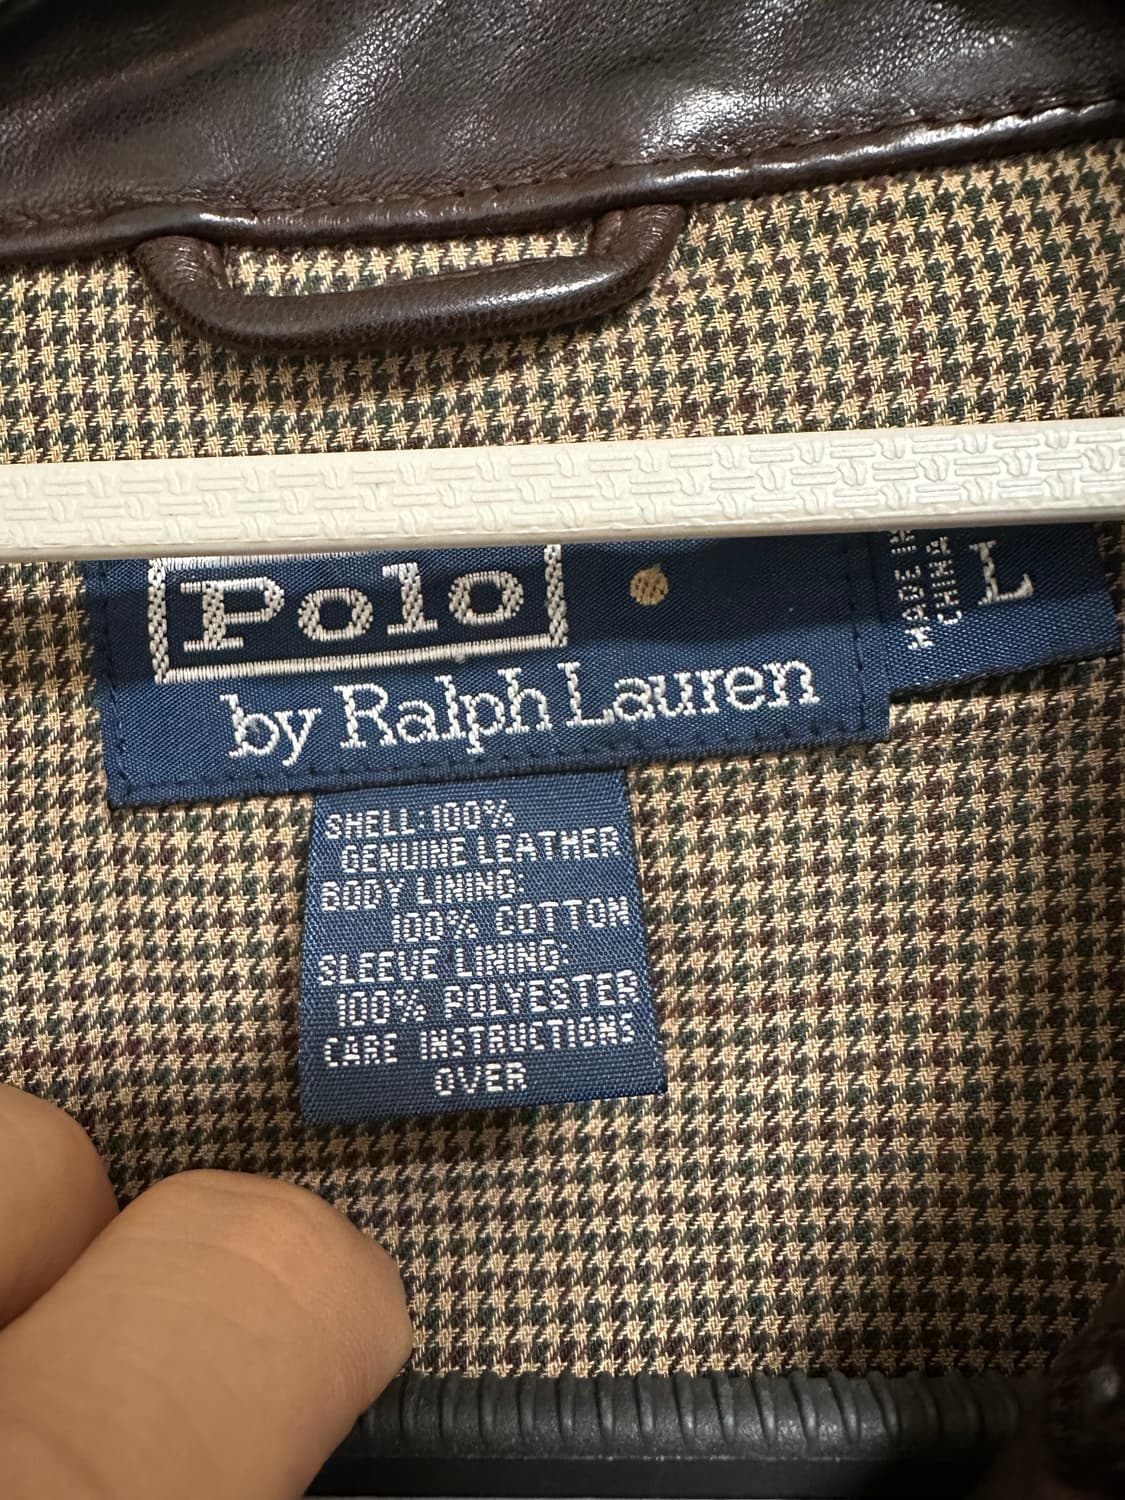 Polo
by Ralph Lauren
MADE IN
CHINA
L
SHELL:100%
GENUINE LEATHER
BODY LINING:
100% COTTON
SLEEVE LINING:
100% POLYESTER
CARE INSTRUCTIONS
OVER